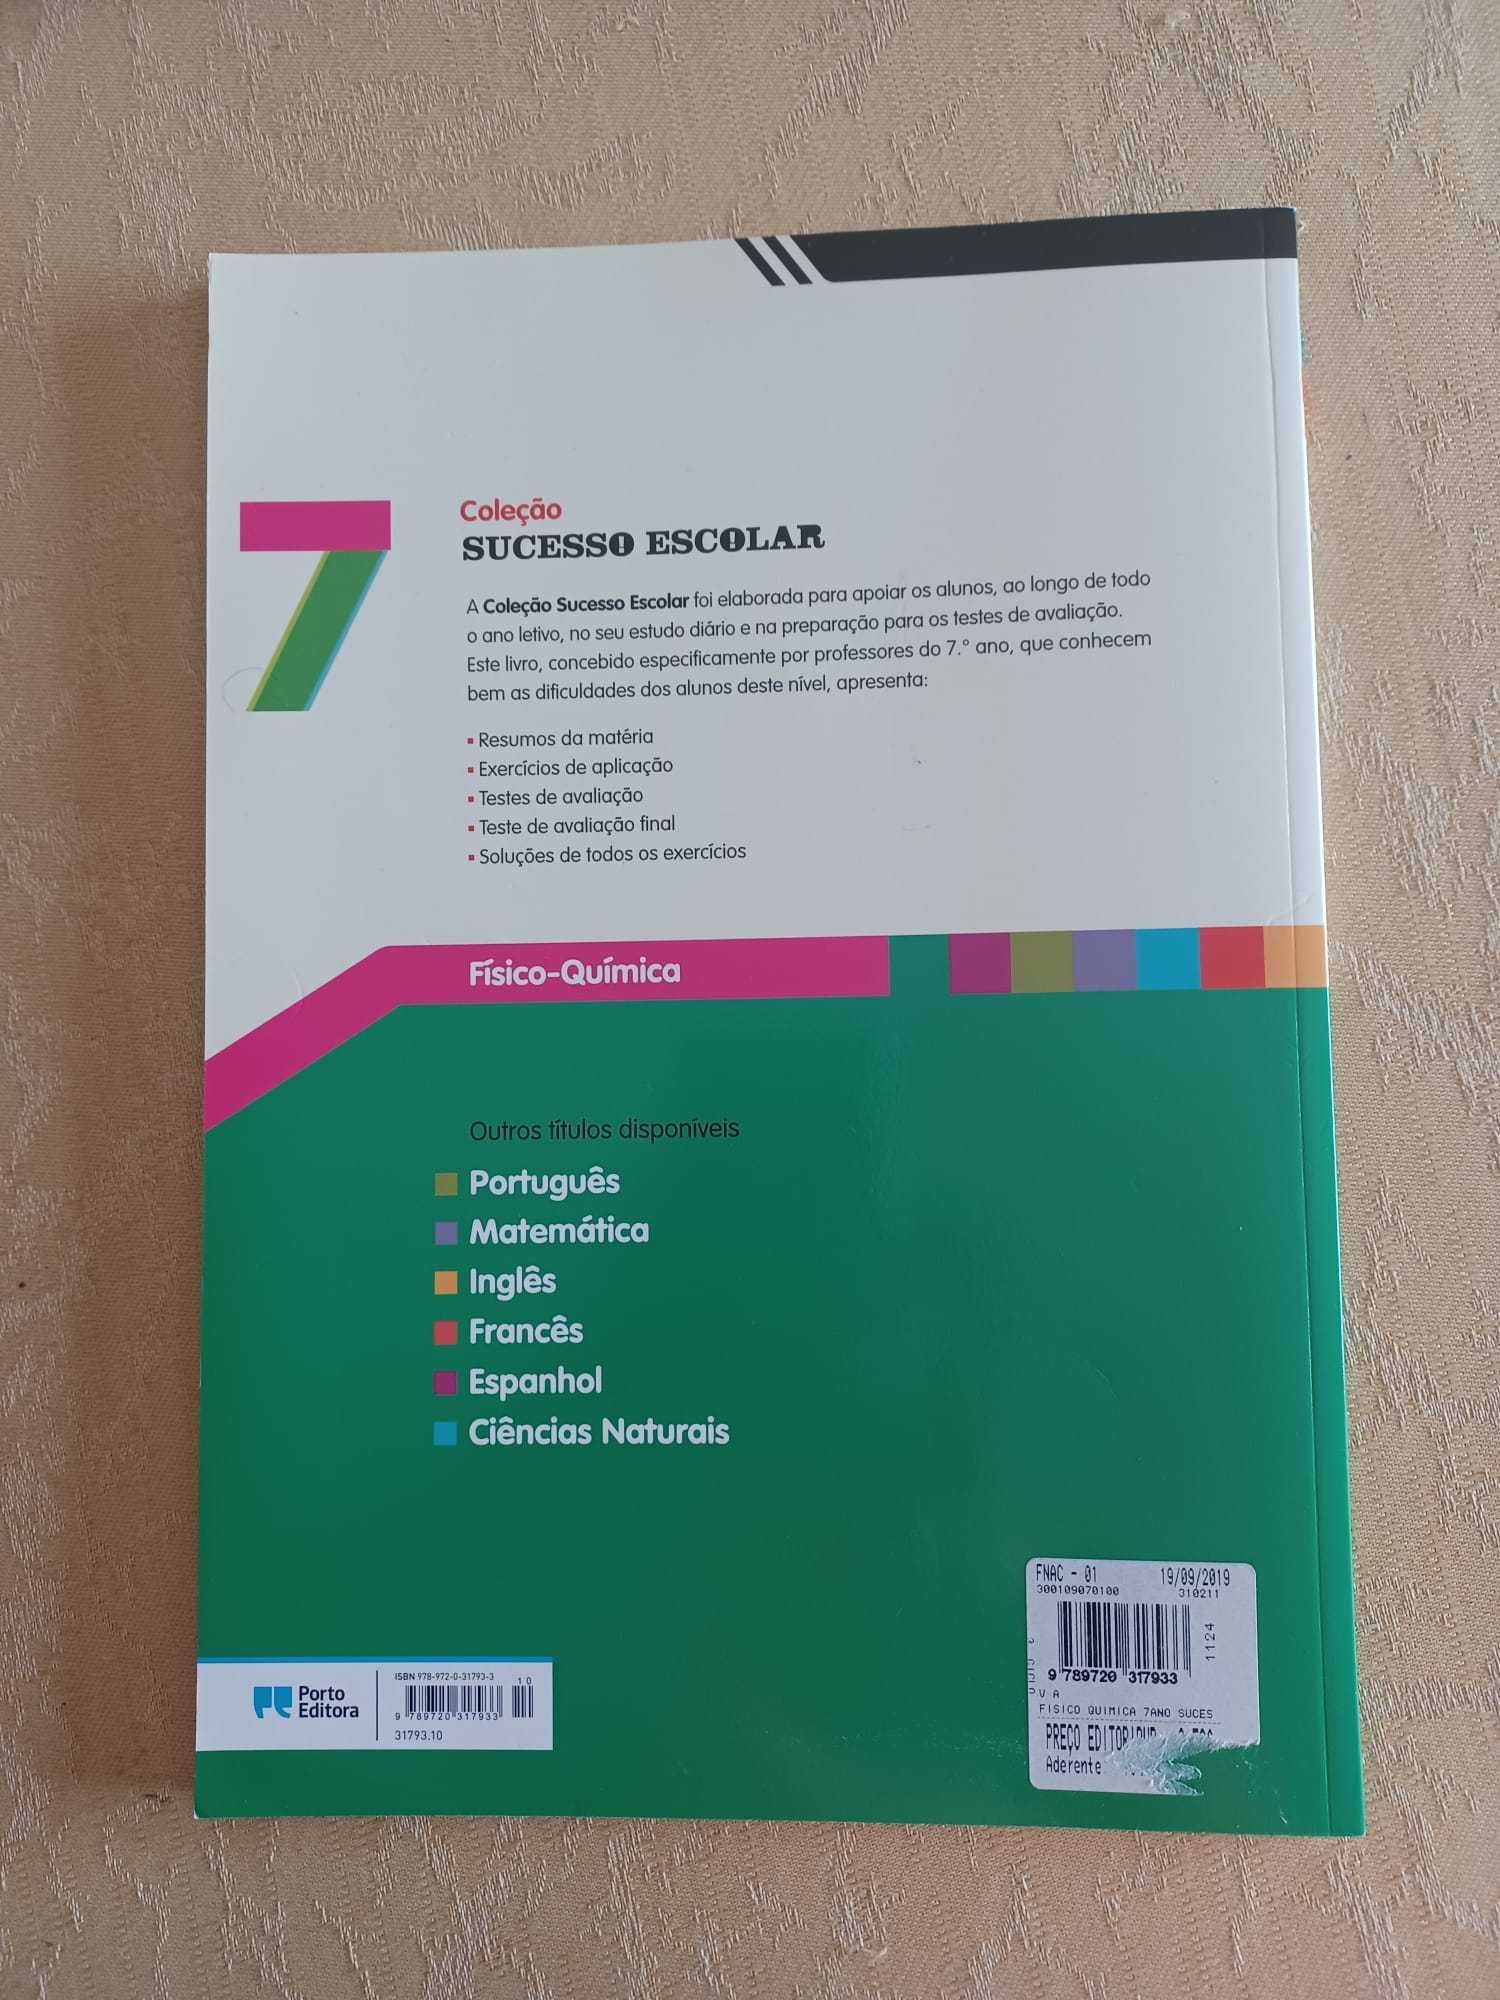 7
Coleção
SUCESSO ESCOLAR
A Coleção Sucesso Escolar foi elaborada para apoiar os alunos, ao longo de todo
o ano letivo, no seu estudo diário e na preparação para os testes de avaliação.
Este livro, concebido especificamente por professores do 7.° ano, que conhecem
bem as dificuldades dos alunos deste nível, apresenta:
▪ Resumos da matéria
▪ Exercícios de aplicação
▪ Testes de avaliação
▪ Teste de avaliação final
▪ Soluções de todos os exercícios
Físico-Química
Outros títulos disponíveis
Português
Matemática
Inglês
Francês
Espanhol
Ciências Naturais
Porto
Editora
ISBN 978-972-0-31793-3
10
9 789720 317933
31793.10
FNAC - 01 19/09/2019
300109070100 310211
1124
9 789720 317933
V A
FISICO QUIMICA 7ANO SUCES
PREÇO
Aderente